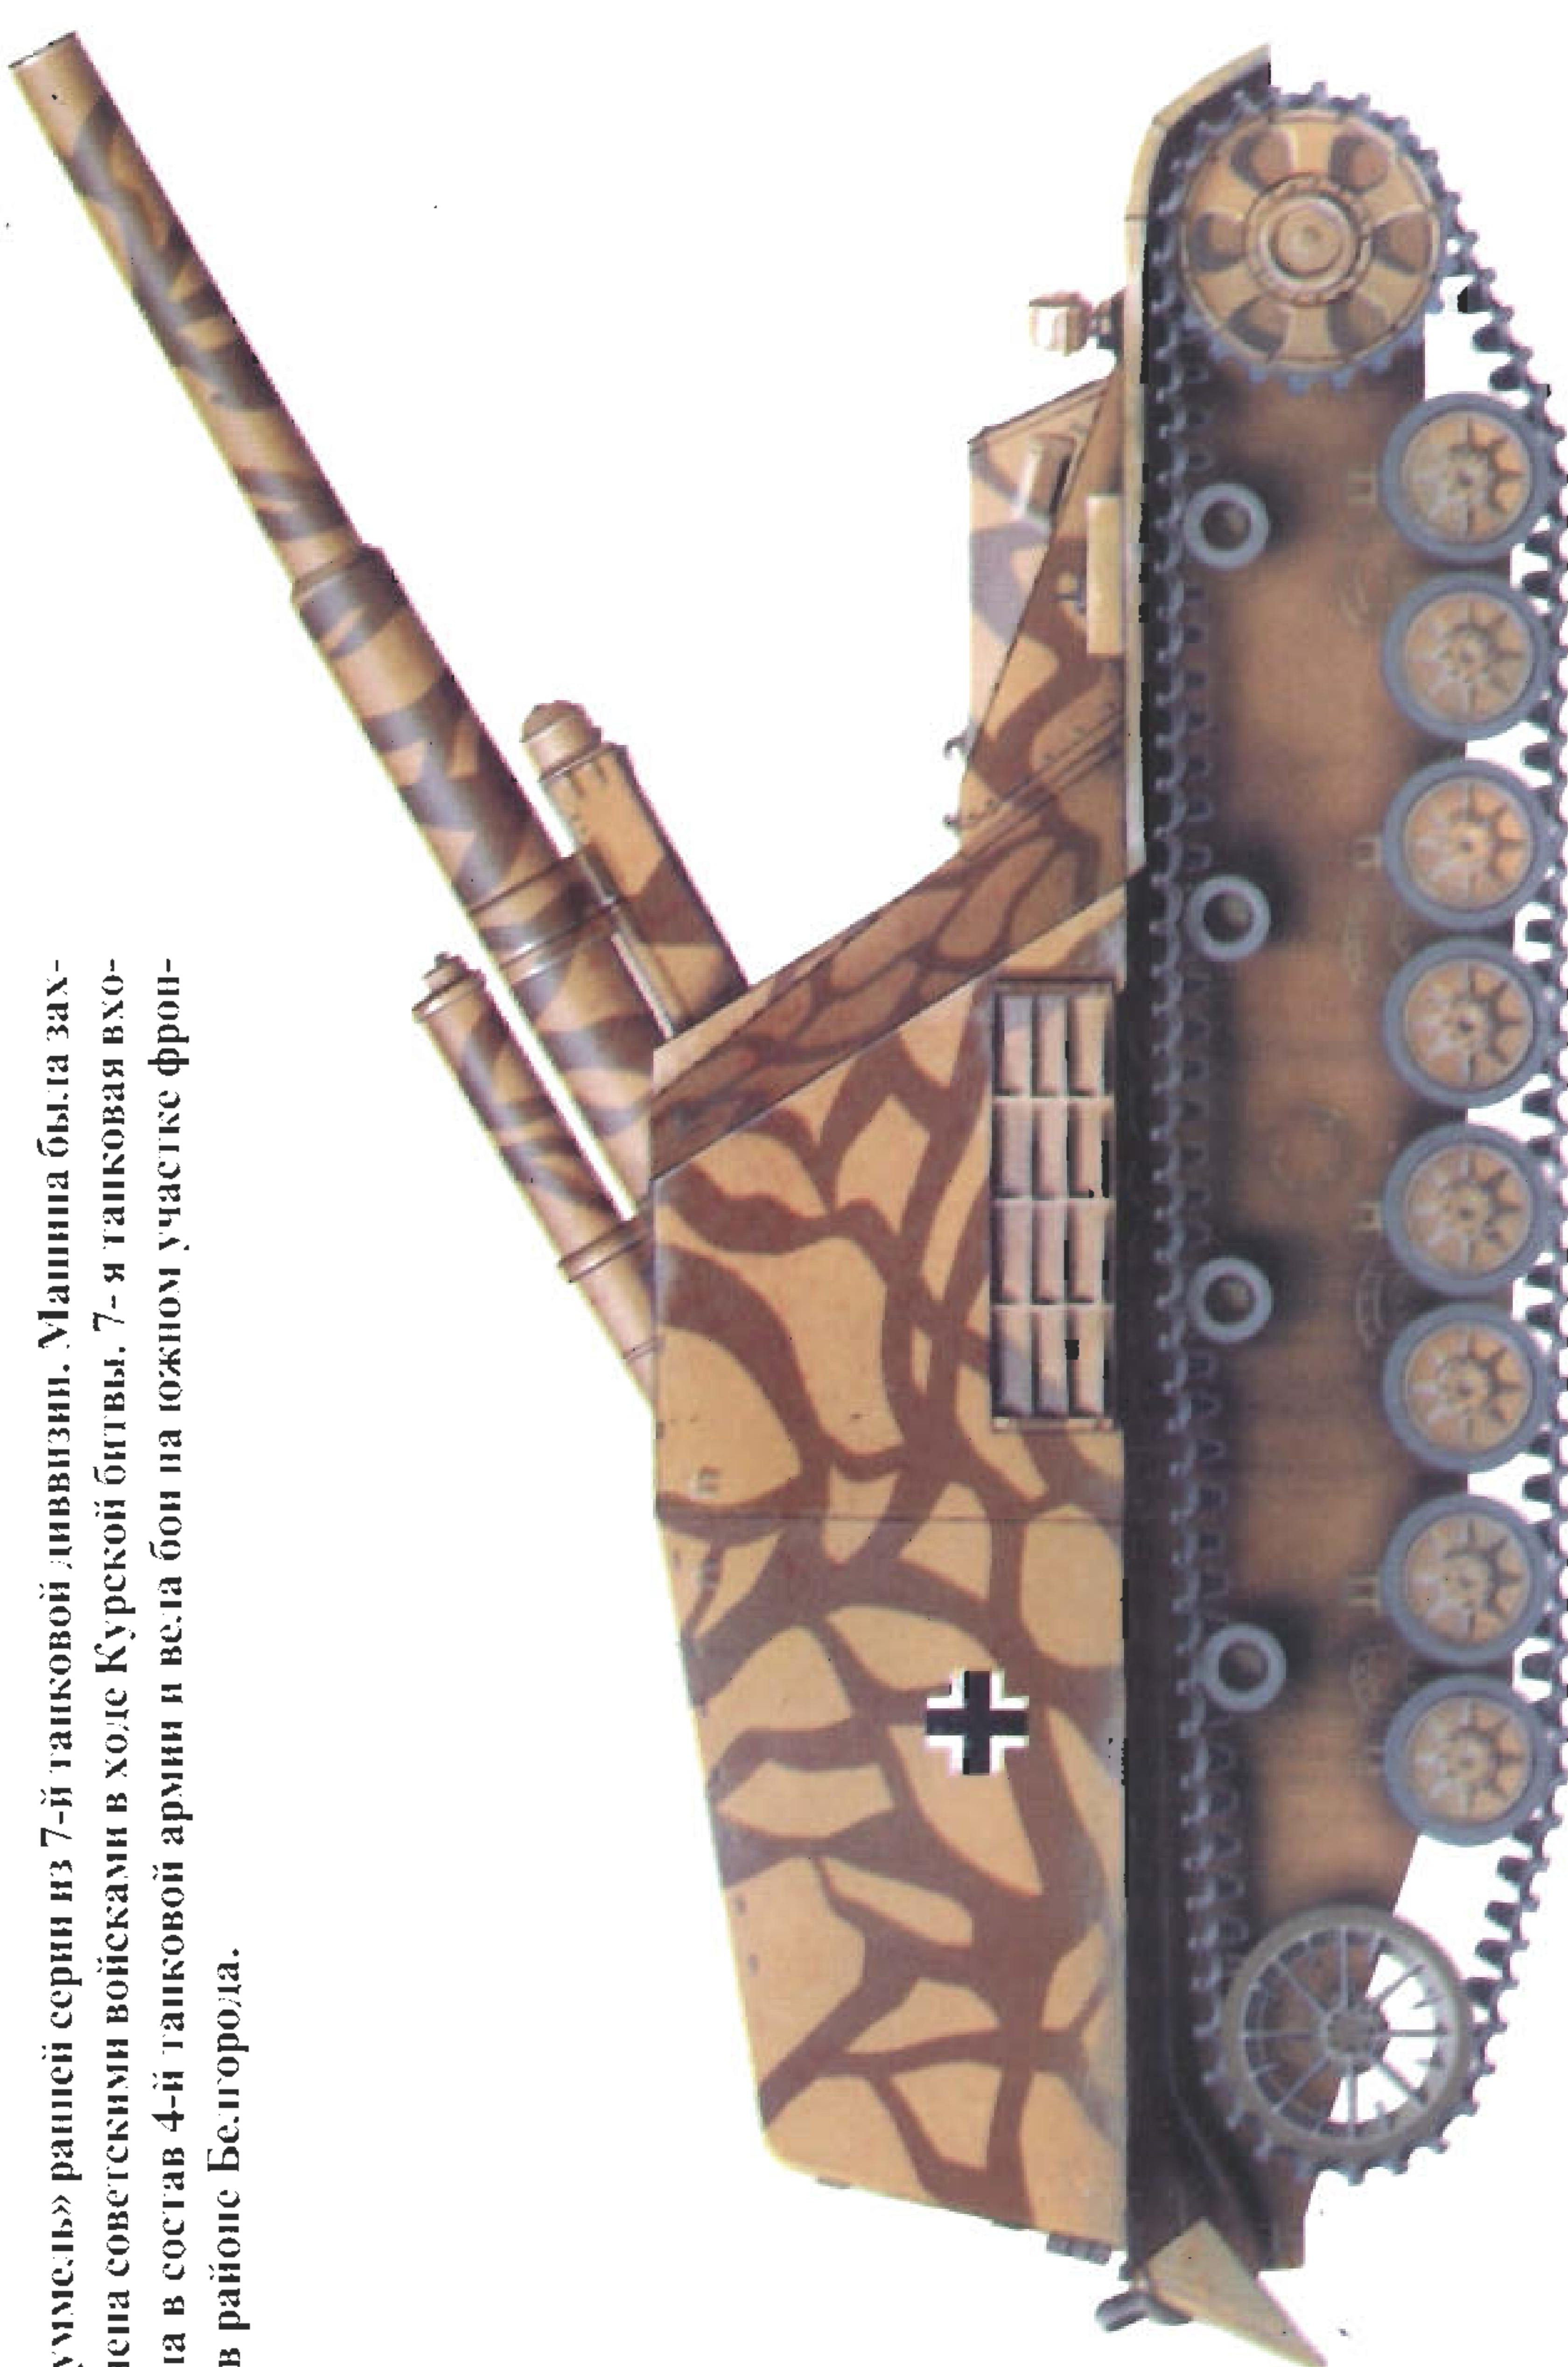 уммель» ранней серии из 7-й танковой диввизии. Машина была зах-
чена советскими войсками в ходе Курской битвы. 7- я танковая вхо-
ла в состав 4-й танковой армии и вела бои на южном участке фрон-
в районе Белгорода.